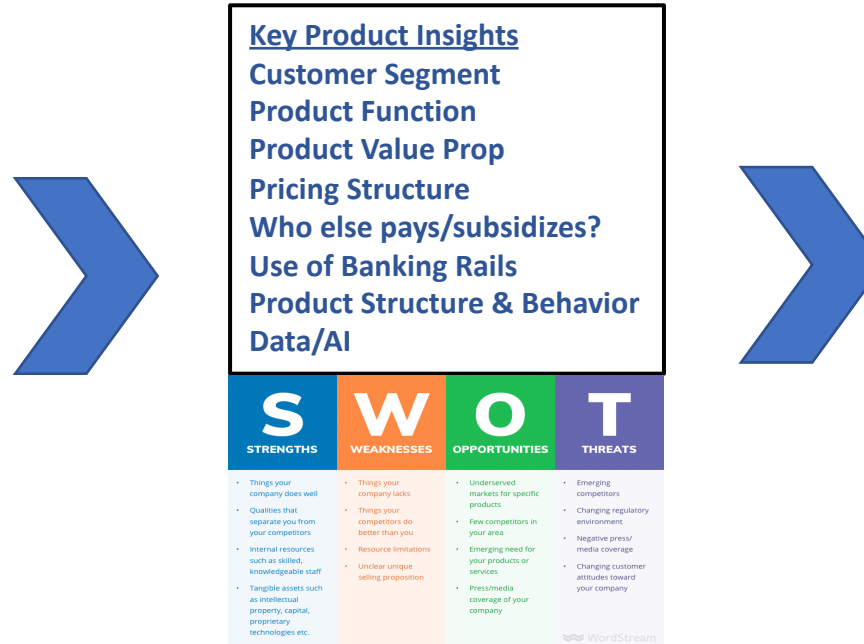 Key Product Insights
Customer Segment
Product Function
Product Value Prop
Pricing Structure
Who else pays/subsidizes?
Use of Banking Rails
Product Structure & Behavior
Data/AI
S
STRENGTHS
• Things your
company does well
• Qualities that
separate you from
your competitors
• Internal resources
such as skilled,
knowledgeable staff
• Tangible assets such
as intellectual
property, capital,
proprietary
technologies etc.
W
WEAKNESSES
• Things your
company lacks
• Things your
competitors do
better than you
• Resource limitations
• Unclear unique
selling proposition
O
OPPORTUNITIES
• Underserved
markets for specific
products
• Few competitors in
your area
• Emerging need for
your products or
services
• Press/media
coverage of your
company
T
THREATS
• Emerging
competitors
• Changing regulatory
environment
• Negative press/
media coverage
• Changing customer
attitudes toward
your company
WordStream